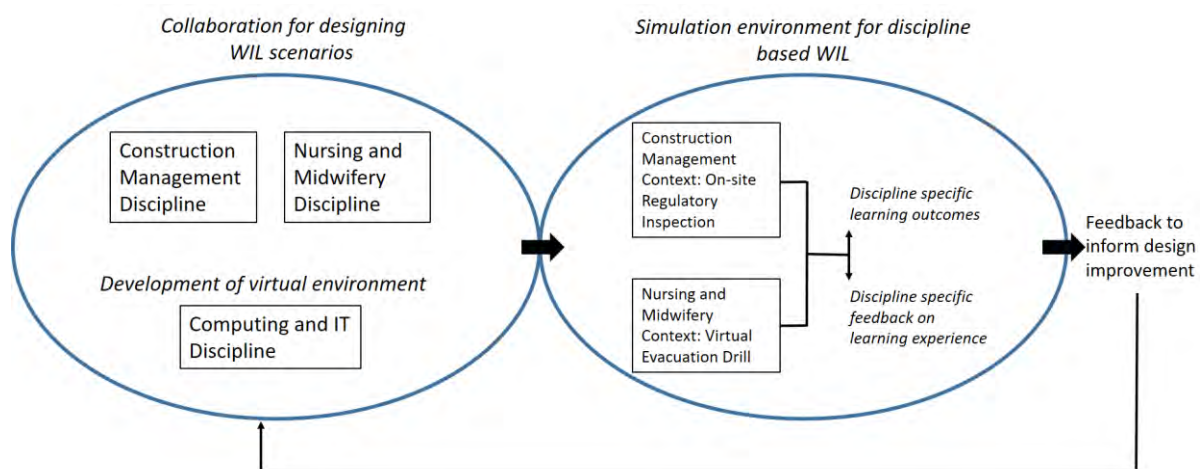 Collaboration for designing
WIL scenarios
Construction
Management
Discipline
Nursing and
Midwifery
Discipline
Development of virtual environment
Computing and IT
Discipline
Simulation environment for discipline
based WIL
Construction
Management
Context: On-site
Regulatory
Inspection
Nursing and
Midwifery
Context: Virtual
Evacuation Drill
Discipline specific
learning outcomes
Discipline specific
feedback on
learning experience
Feedback to
inform design
improvement